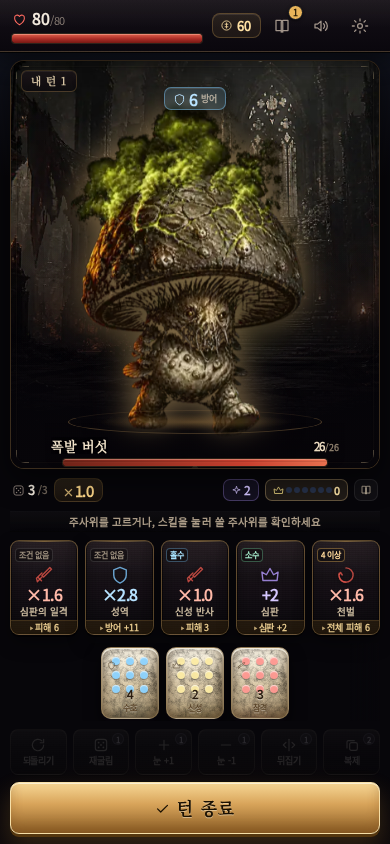 80/80
60
1
내 턴 1
6 방어
폭발 버섯
26/26
3/3
×1.0
2
0
주사위를 고르거나, 스킬을 눌러 쓸 주사위를 확인하세요
조건 없음
×1.6
심판의 일격
▸피해 6
조건 없음
×2.8
성역
▸방어 +11
홀수
×1.0
신성 반사
▸피해 3
소수
+2
심판
▸심판 +2
4 이상
×1.6
천벌
▸전체 피해 6
4
2
신성
3
되돌리기
재굴림
1
눈 +1
1
눈 -1
1
뒤집기
1
복제
2
턴 종료